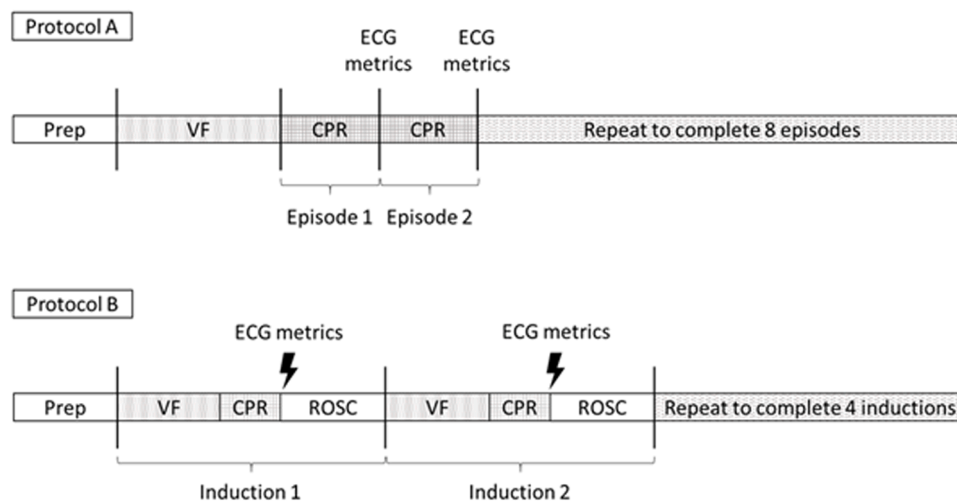 Protocol A
ECG
metrics
ECG
metrics
Prep
VF
CPR
CPR
Repeat to complete 8 episodes
Episode 1
Episode 2
Protocol B
ECG metrics
ECG metrics
Prep
VF
CPR
ROSC
VF
CPR
ROSC
Repeat to complete 4 inductions
Induction 1
Induction 2